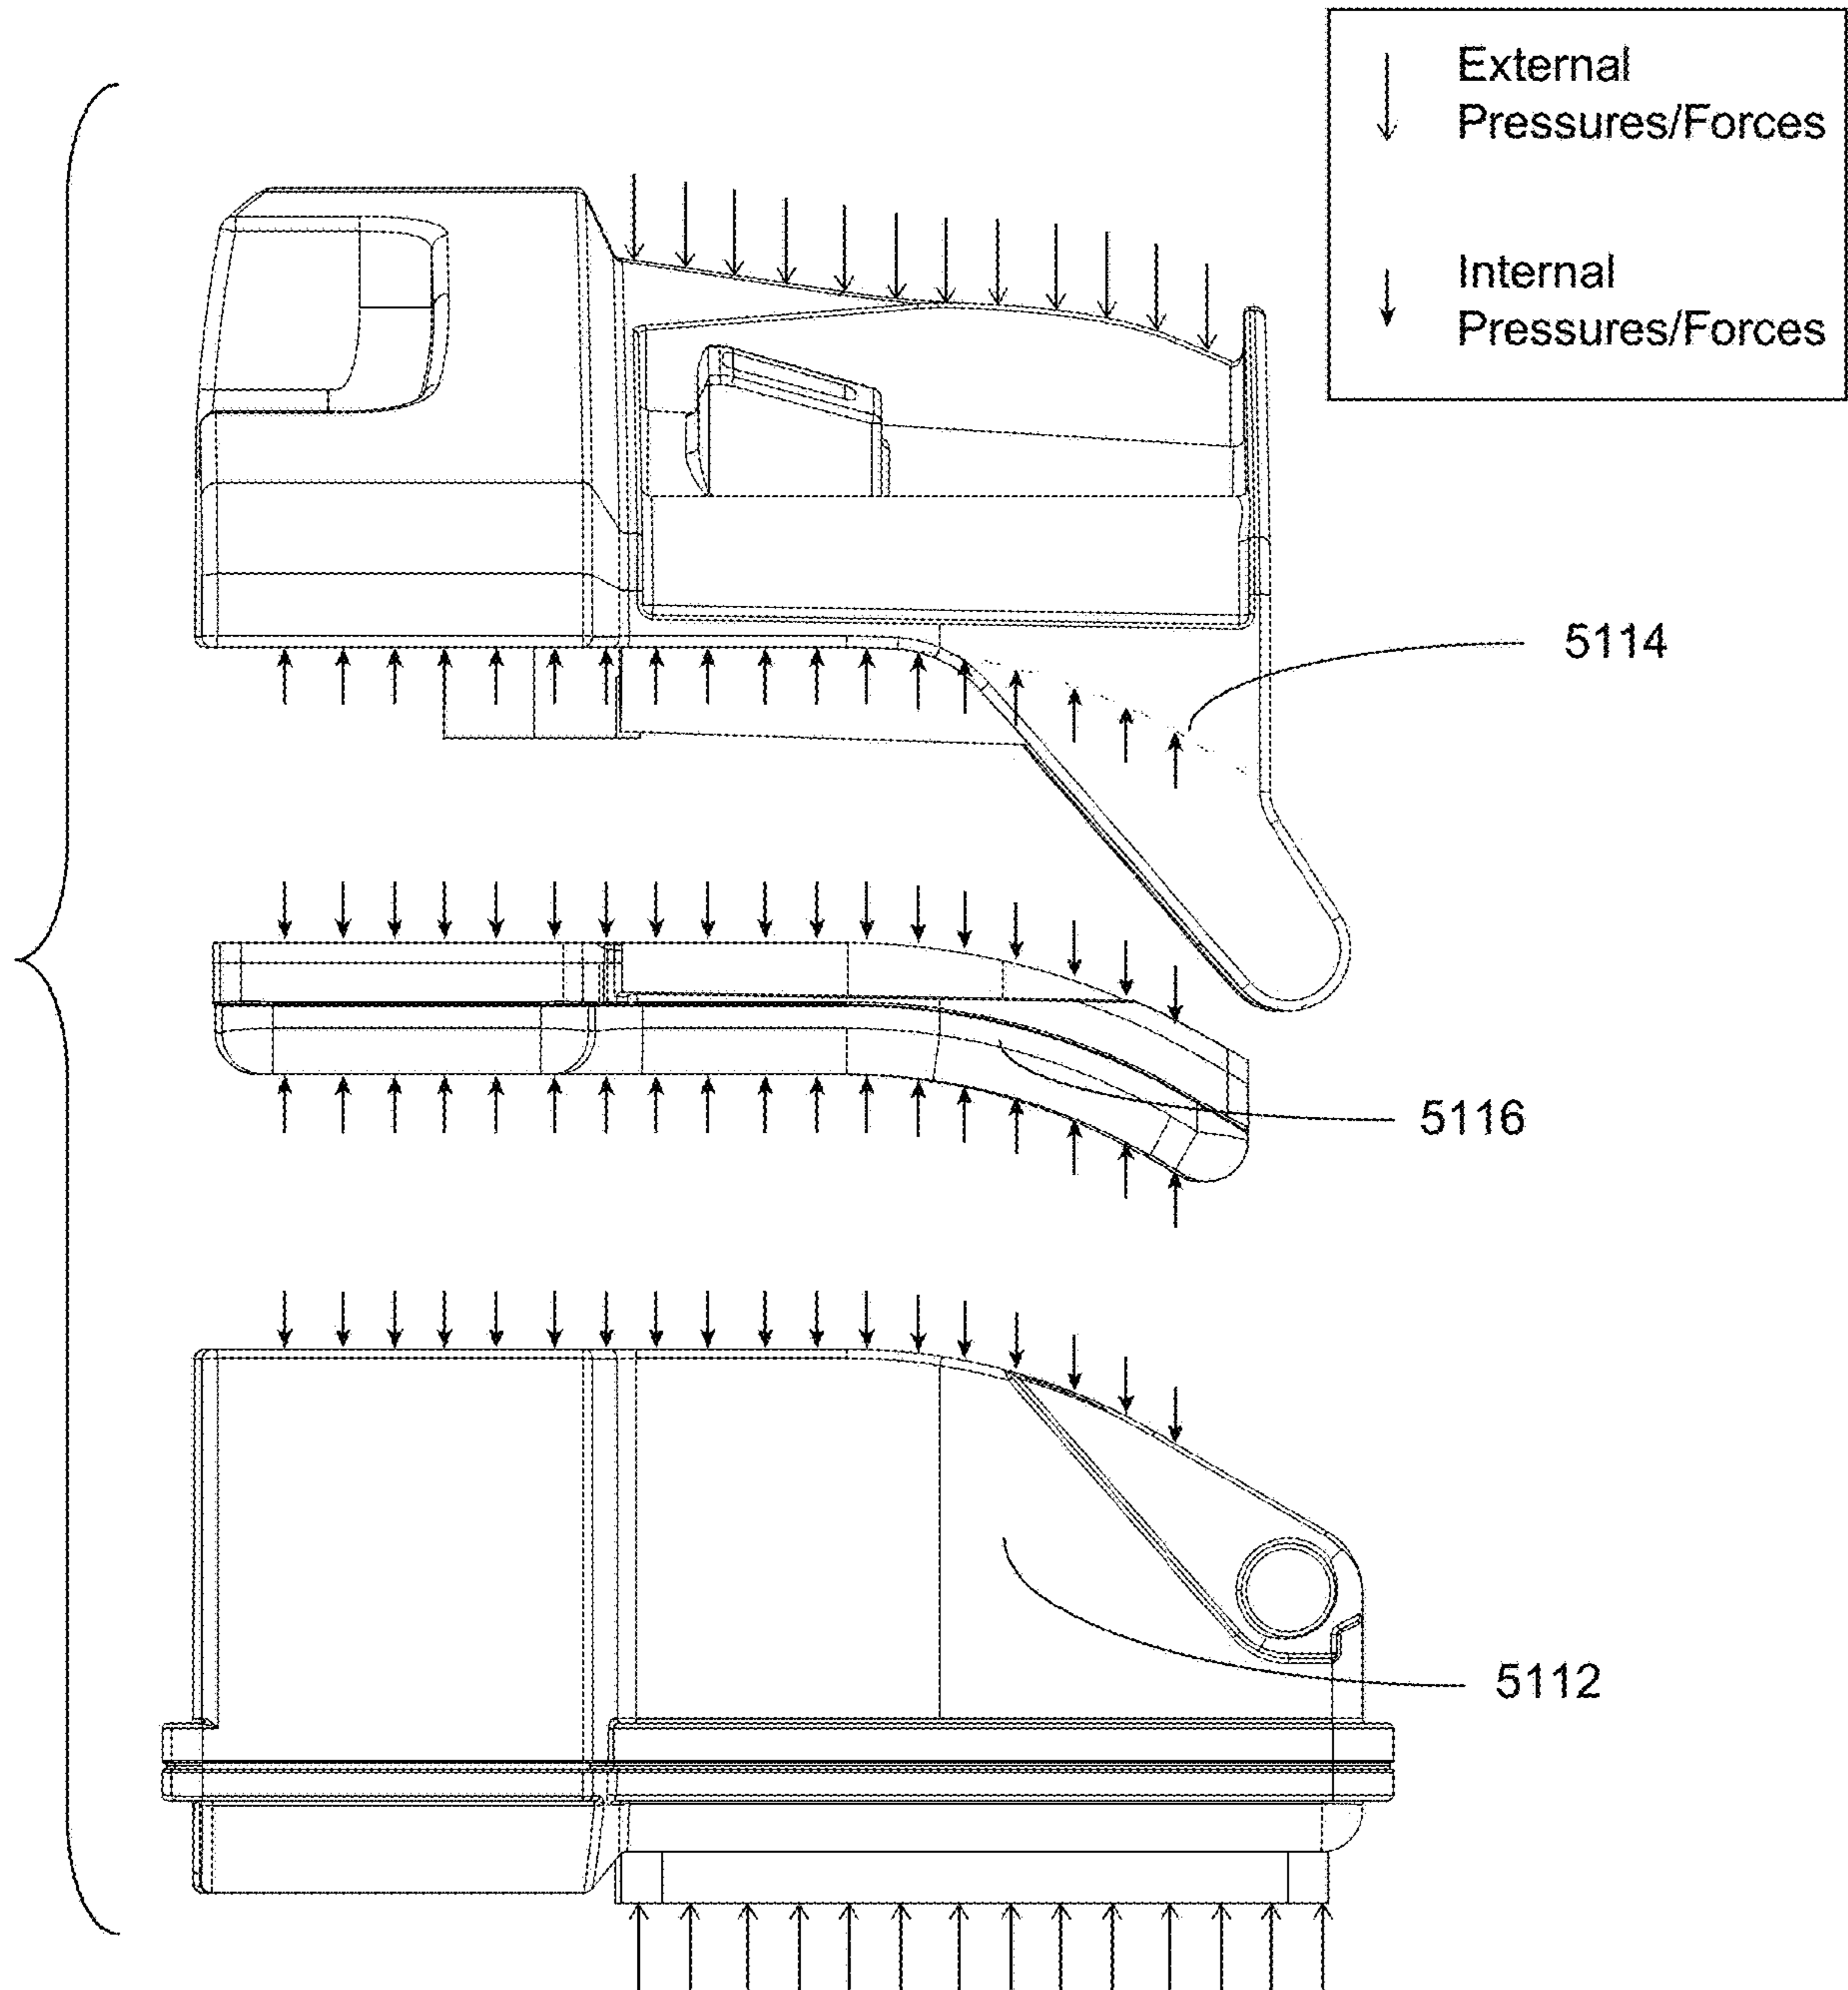 External
Pressures/Forces
Internal
Pressures/Forces
5114
5116
5112